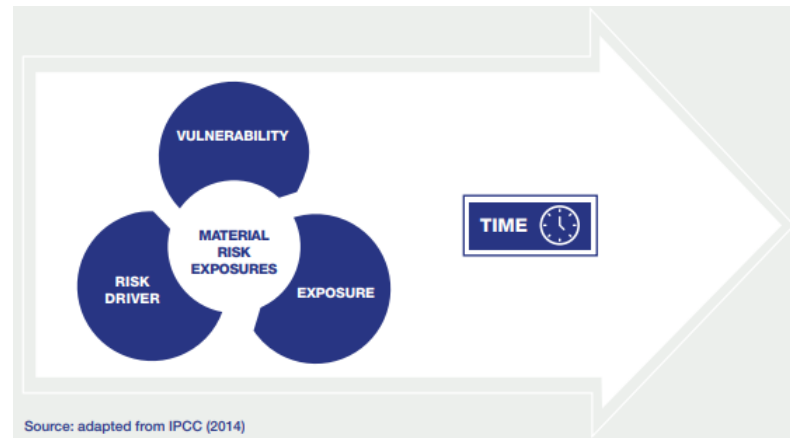 VULNERABILITY
MATERIAL
RISK
EXPOSURES
RISK
DRIVER
EXPOSURE
TIME
Source: adapted from IPCC (2014)